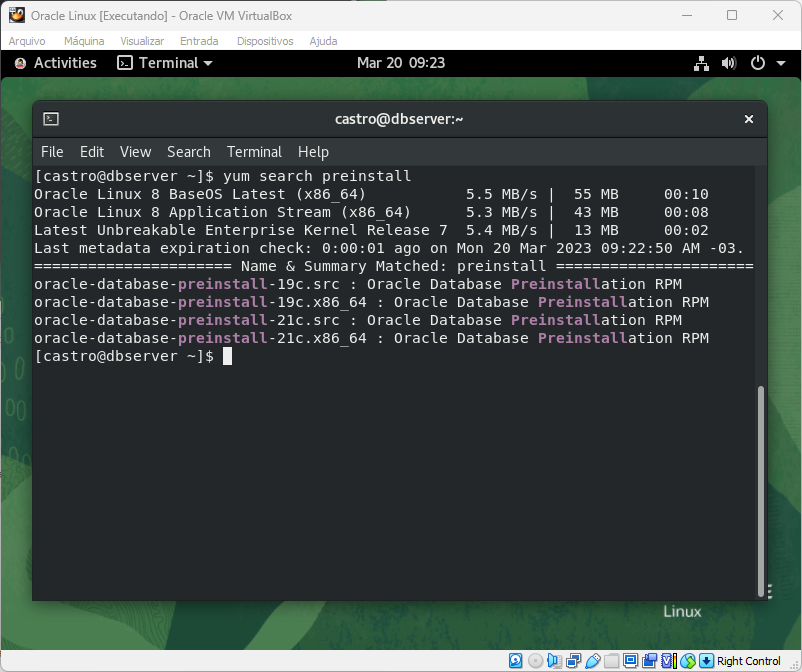 Oracle Linux [Executando] - Oracle VM VirtualBox
Arquivo Máquina Visualizar Entrada Dispositivos Ajuda
Activities Terminal Mar 20 09:23
castro@dbserver:~
File Edit View Search Terminal Help
[castro@dbserver ~]$ yum search preinstall
Oracle Linux 8 BaseOS Latest (x86_64) 5.5 MB/s | 55 MB 00:10
Oracle Linux 8 Application Stream (x86_64) 5.3 MB/s | 43 MB 00:08
Latest Unbreakable Enterprise Kernel Release 7 5.4 MB/s | 13 MB 00:02
Last metadata expiration check: 0:00:01 ago on Mon 20 Mar 2023 09:22:50 AM -03.
====================== Name & Summary Matched: preinstall ======================
oracle-database-preinstall-19c.src : Oracle Database Preinstallation RPM
oracle-database-preinstall-19c.x86_64 : Oracle Database Preinstallation RPM
oracle-database-preinstall-21c.src : Oracle Database Preinstallation RPM
oracle-database-preinstall-21c.x86_64 : Oracle Database Preinstallation RPM
[castro@dbserver ~]$
Linux
Right Control